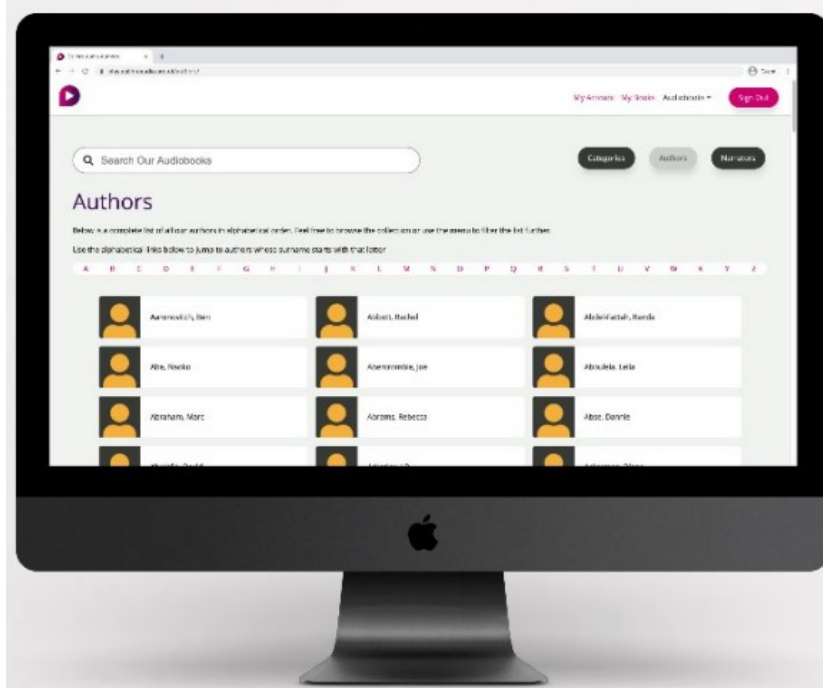 My Account My Books Audiobooks Sign Out
Search Our Audiobooks
Categories Authors Narrators
Authors
Below is a complete list of all our authors in alphabetical order. Feel free to browse the collection or use the menu to filter the list further.
Use the alphabetical links below to jump to authors whose surname starts with that letter
A B C D E F G H I J K L M N O P Q R S T U V W X Y Z
Aaronovitch, Ben
Abbott, Rachel
Abdel-Fattah, Randa
Abe, Naoko
Abercrombie, Joe
Aboulela, Leila
Abraham, Marc
Abrams, Rebecca
Abse, Dannie